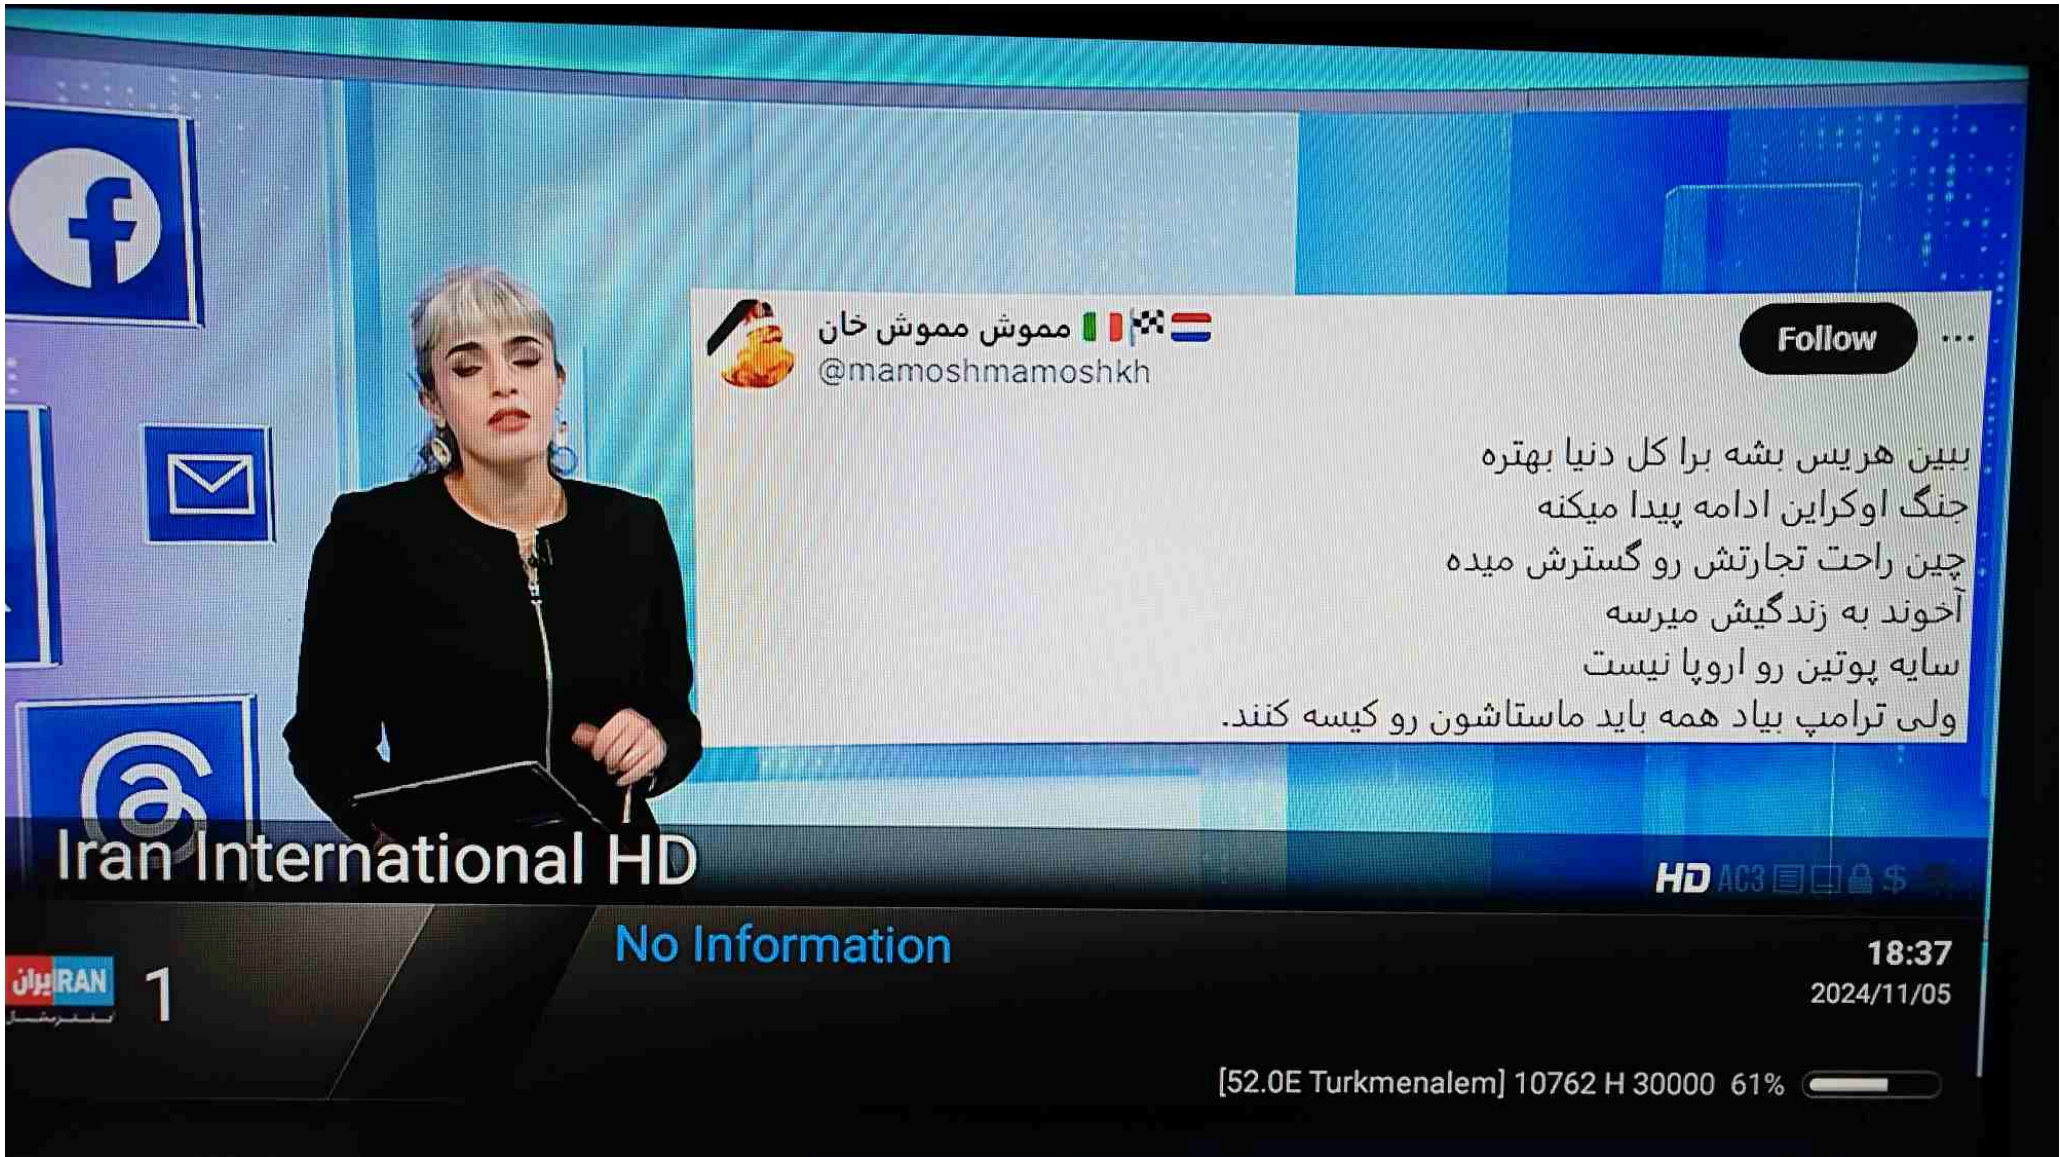 مموش مموش خان
@mamoshmamoshkh
Follow
ببین هریس بشه برا کل دنیا بهتره
جنگ اوکراین ادامه پیدا میکنه
چین راحت تجارتش رو گسترش میده
آخوند به زندگیش میرسه
سایه پوتین رو اروپا نیست
ولی ترامپ بیاد همه باید ماستاشون رو کیسه کنند.
Iran International HD
HD AC3
No Information
ایران IRAN
اینترنشنال
1
18:37
2024/11/05
[52.0E Turkmenalem] 10762 H 30000 61%